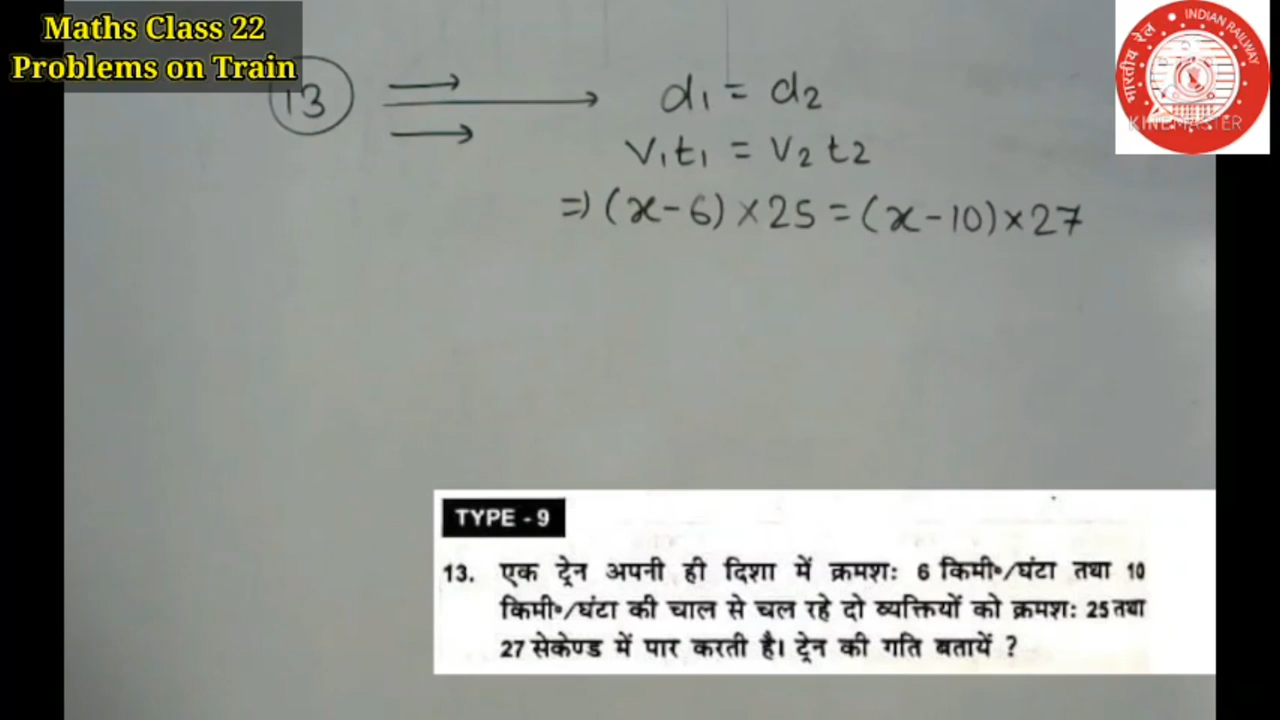 Maths Class 22
Problems on Train
13
d₁ = d₂
v₁t₁ = v₂t₂
⇒ (x-6)×25 = (x-10)×27
भारतीय रेल INDIAN RAILWAY
KINEMASTER
TYPE - 9
13. एक ट्रेन अपनी ही दिशा में क्रमशः 6 किमी॰/घंटा तथा 10
किमी॰/घंटा की चाल से चल रहे दो व्यक्तियों को क्रमशः 25 तथा
27 सेकेण्ड में पार करती है। ट्रेन की गति बतायें ?